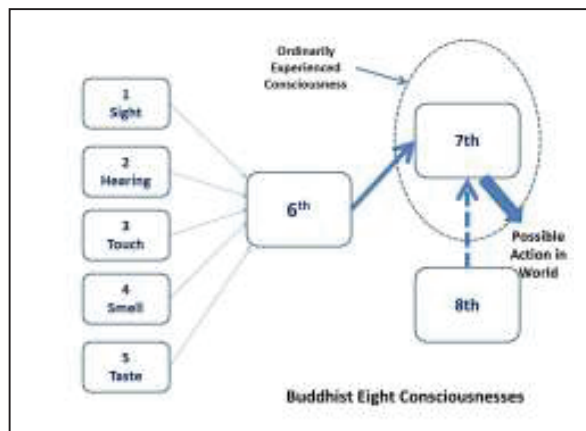 Ordinarily
Experienced
Consciousness
1
Sight
2
Hearing
3
Touch
4
Smell
5
Taste
6th
7th
Possible
Action in
World
8th
Buddhist Eight Consciousnesses